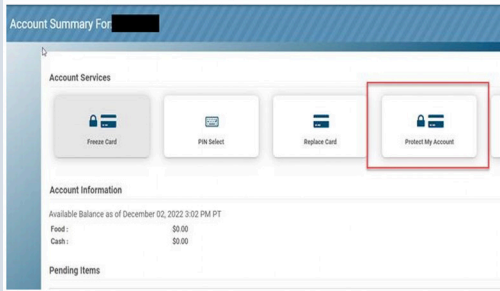 Account Summary For:
Account Services
Freeze Card
PIN Select
Replace Card
Protect My Account
Account Information
Available Balance as of December 02, 2022 3:02 PM PT
Food : $0.00
Cash : $0.00
Pending Items